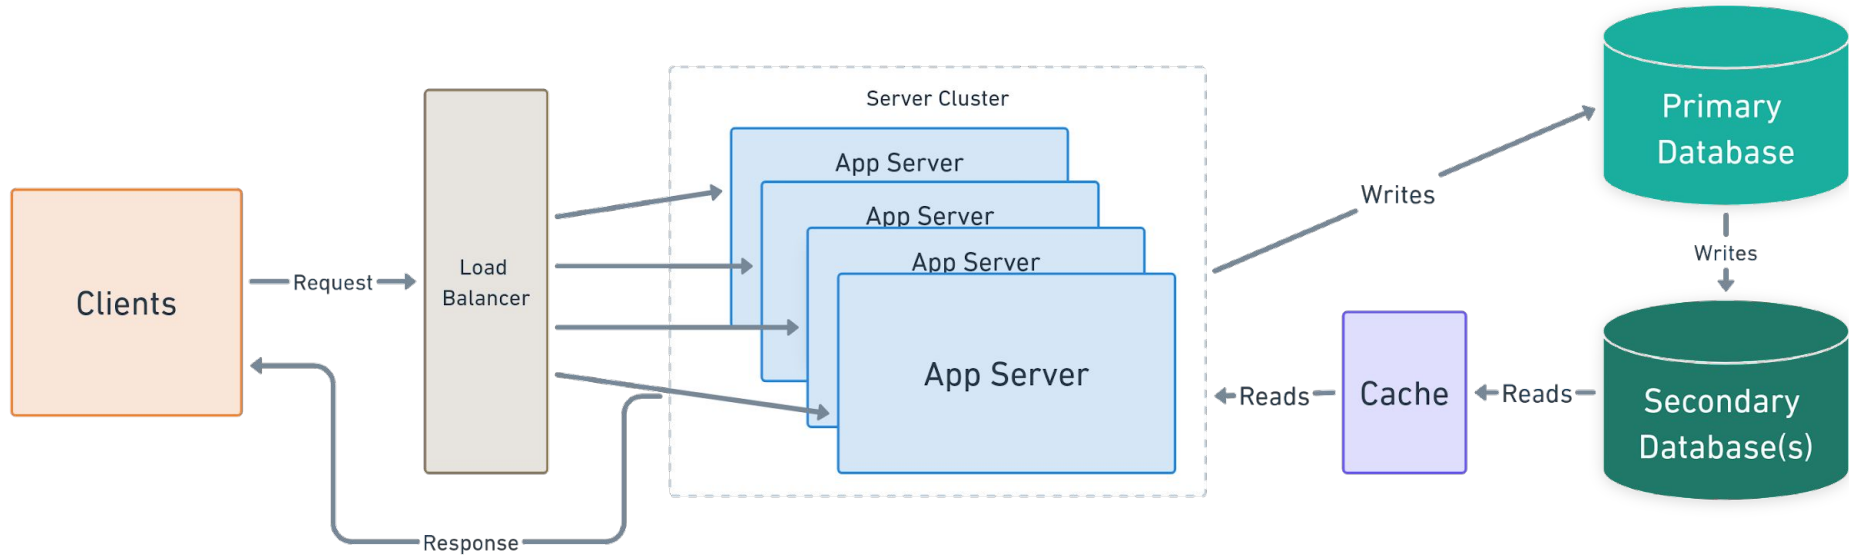 Clients
Request
Load
Balancer
Server Cluster
App Server
App Server
App Server
App Server
Writes
Primary
Database
Writes
Reads
Cache
Reads
Secondary
Database(s)
Response